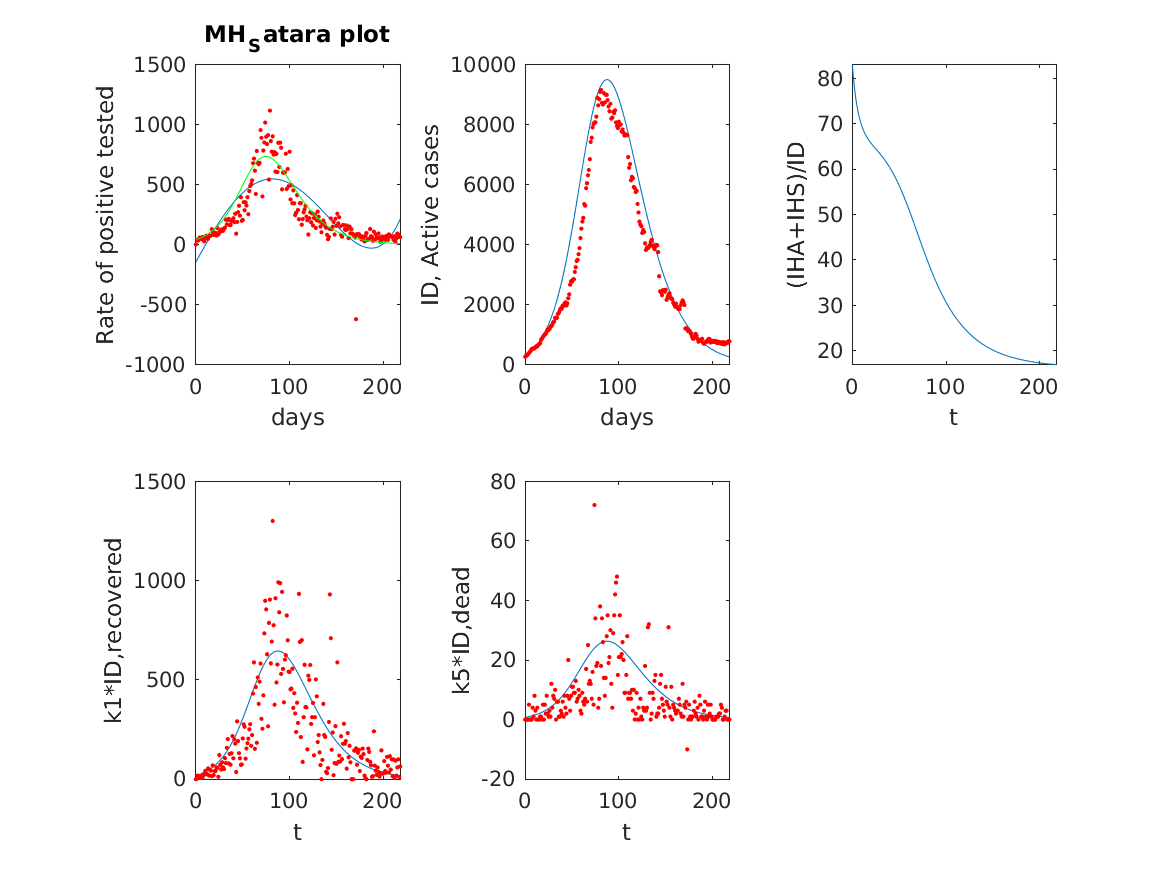 MH_Satara plot
1500
1000
500
0
-500
-1000
Rate of positive tested
0 100 200
days
10000
8000
6000
4000
2000
0
ID, Active cases
0 100 200
days
80
70
60
50
40
30
20
(IHA+IHS)/ID
0 100 200
t
1500
1000
500
0
k1*ID,recovered
0 100 200
t
80
60
40
20
0
-20
k5*ID,dead
0 100 200
t